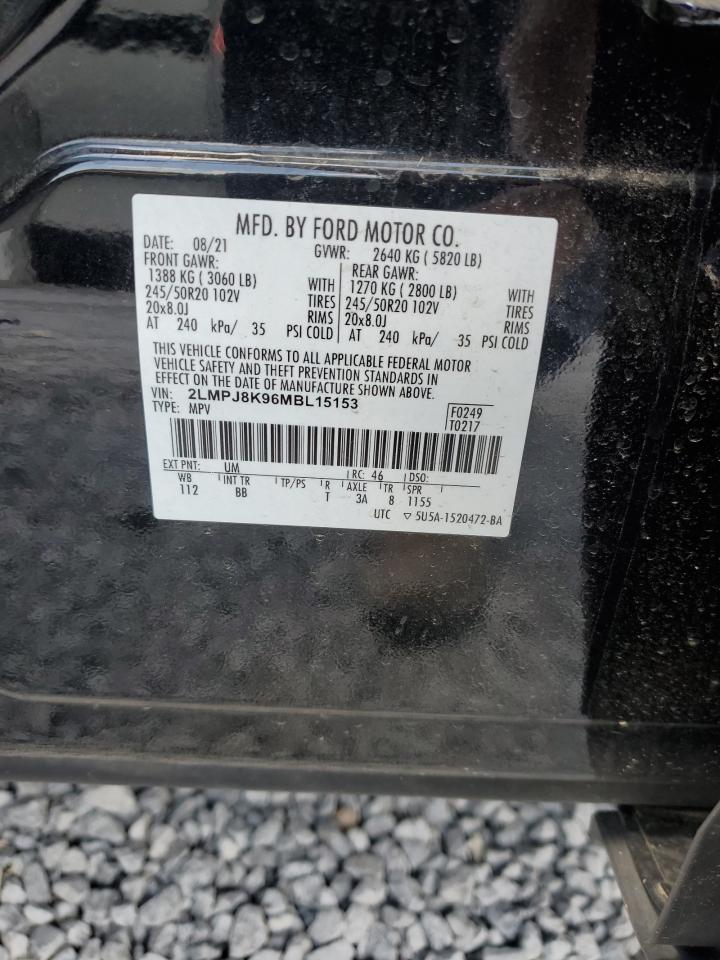 MFD. BY FORD MOTOR CO.
DATE: 08/21 GVWR: 2640 KG ( 5820 LB)
FRONT GAWR: REAR GAWR:
1388 KG ( 3060 LB) WITH 1270 KG ( 2800 LB) WITH
245/50R20 102V TIRES 245/50R20 102V TIRES
20x8.0J RIMS 20x8.0J RIMS
AT 240 kPa/ 35 PSI COLD AT 240 kPa/ 35 PSI COLD
THIS VEHICLE CONFORMS TO ALL APPLICABLE FEDERAL MOTOR
VEHICLE SAFETY AND THEFT PREVENTION STANDARDS IN
EFFECT ON THE DATE OF MANUFACTURE SHOWN ABOVE.
VIN: 2LMPJ8K96MBL15153 F0249
TYPE: MPV T0217
EXT PNT: UM RC: 46 DSO:
WB INT TR TP/PS R AXLE TR SPR
112 BB T 3A 8 1155
UTC ▽ 5U5A-1520472-BA